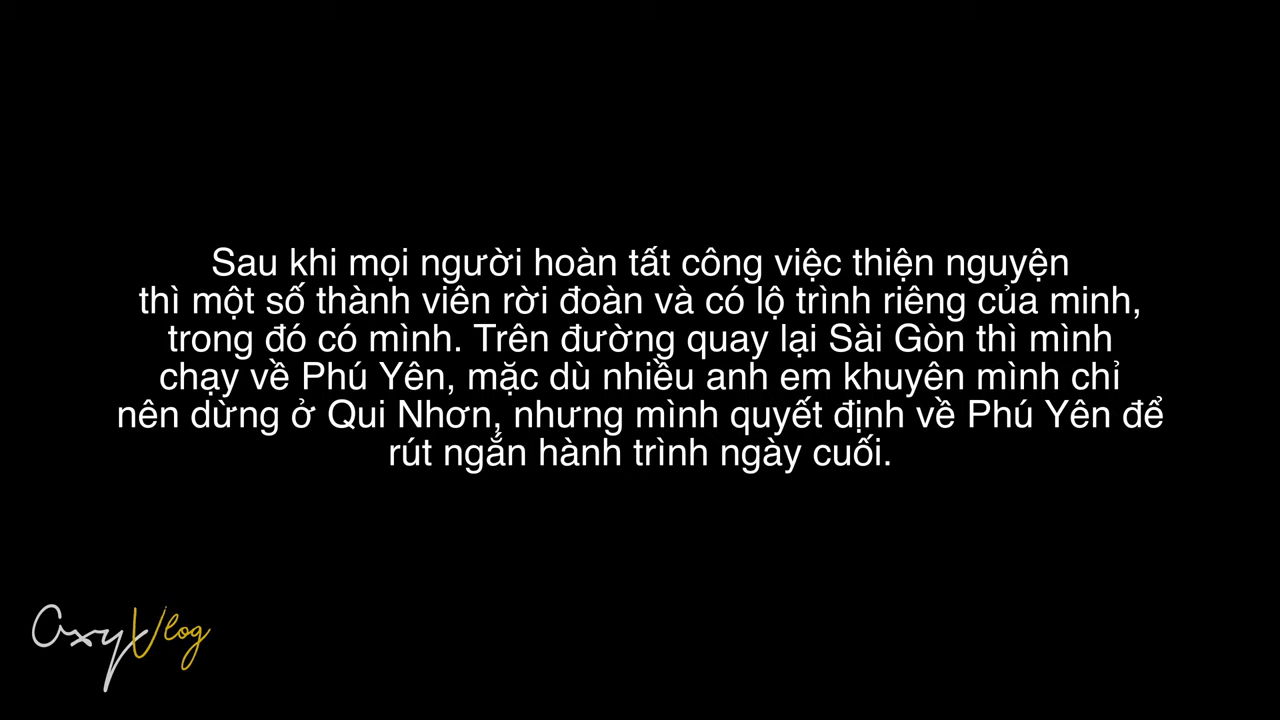 Sau khi mọi người hoàn tất công việc thiện nguyện
thì một số thành viên rời đoàn và có lộ trình riêng của minh,
trong đó có mình. Trên đường quay lại Sài Gòn thì mình
chạy về Phú Yên, mặc dù nhiều anh em khuyên mình chỉ
nên dừng ở Qui Nhơn, nhưng mình quyết định về Phú Yên để
rút ngắn hành trình ngày cuối.
OxyVlog